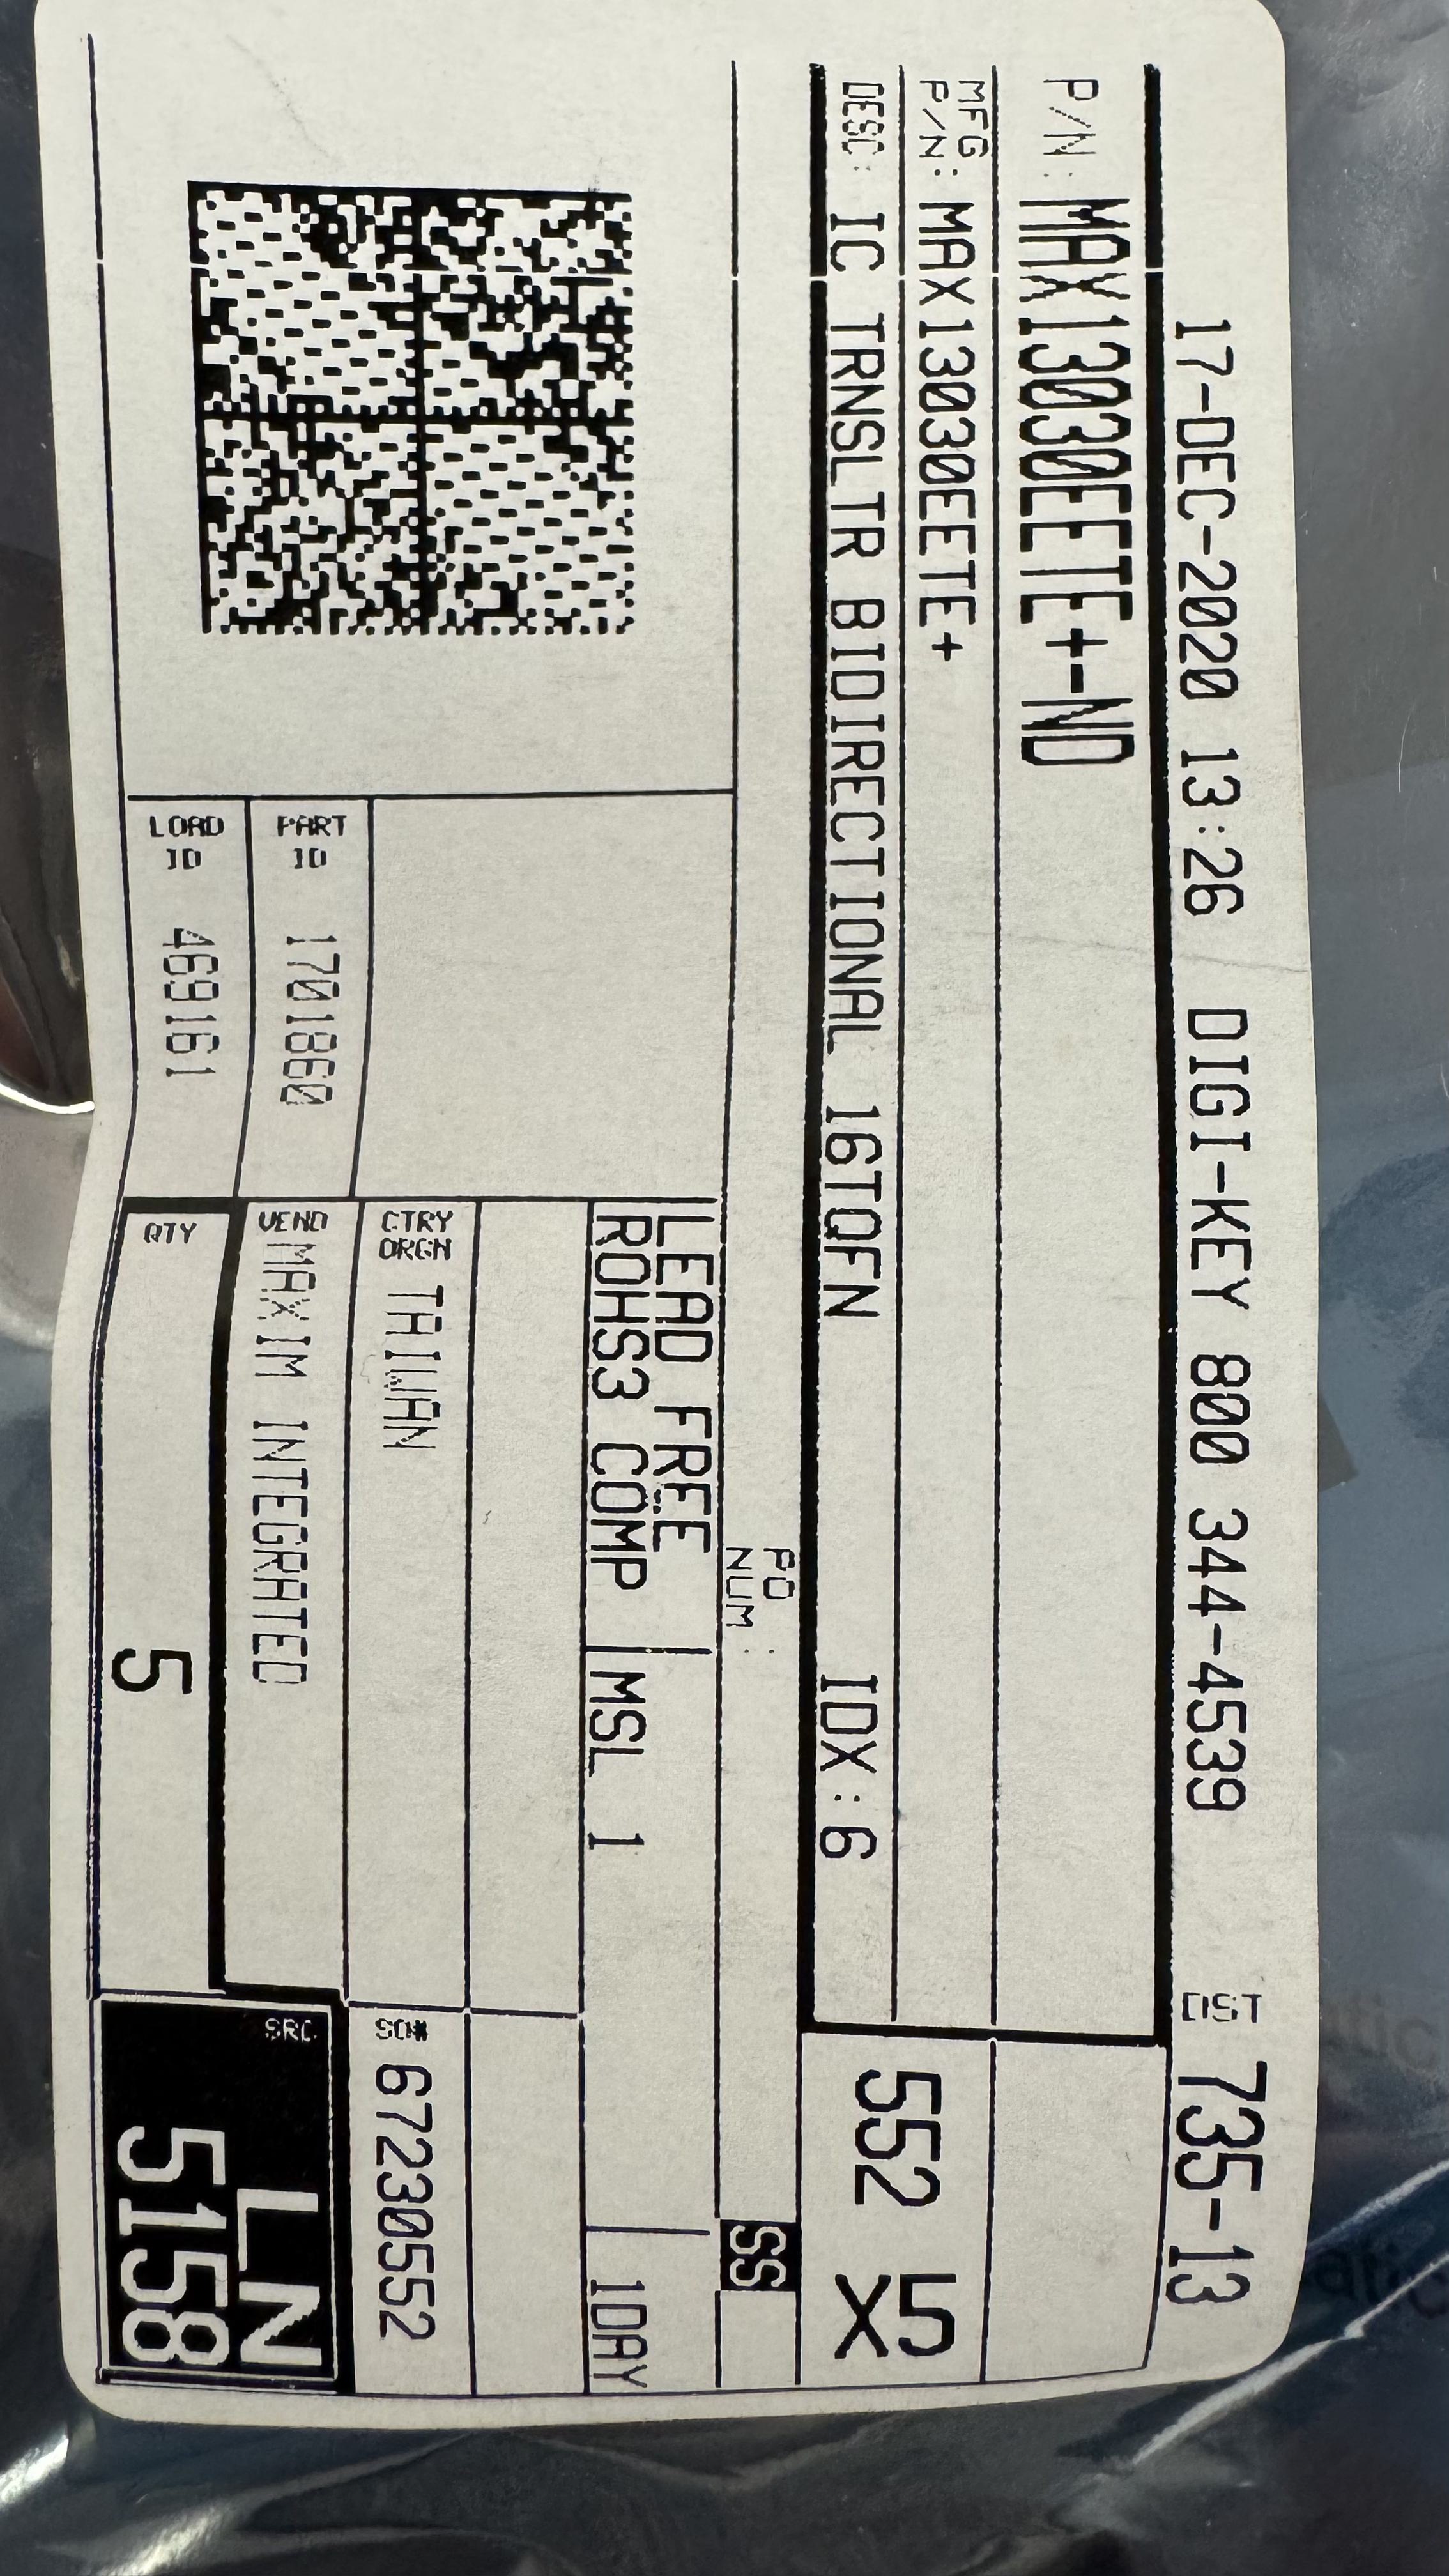 17-DEC-2020 13:26 DIGI-KEY 800 344-4539 DST 735-13
P/N: MAX13030EETE+-ND
MFG
P/N: MAX13030EETE+
552 X5
DESC: IC TRNSLTR BIDIRECTIONAL 16TQFN IDX:6
PO
NUM:
SS
LEAD FREE
ROHS3 COMP MSL 1 1DAY
PART
ID 1701860
LOAD
ID 469161
CTRY
ORGN TAIWAN
SO# 67230552
VEND MAXIM INTEGRATED
QTY 5
SRC LN
5158